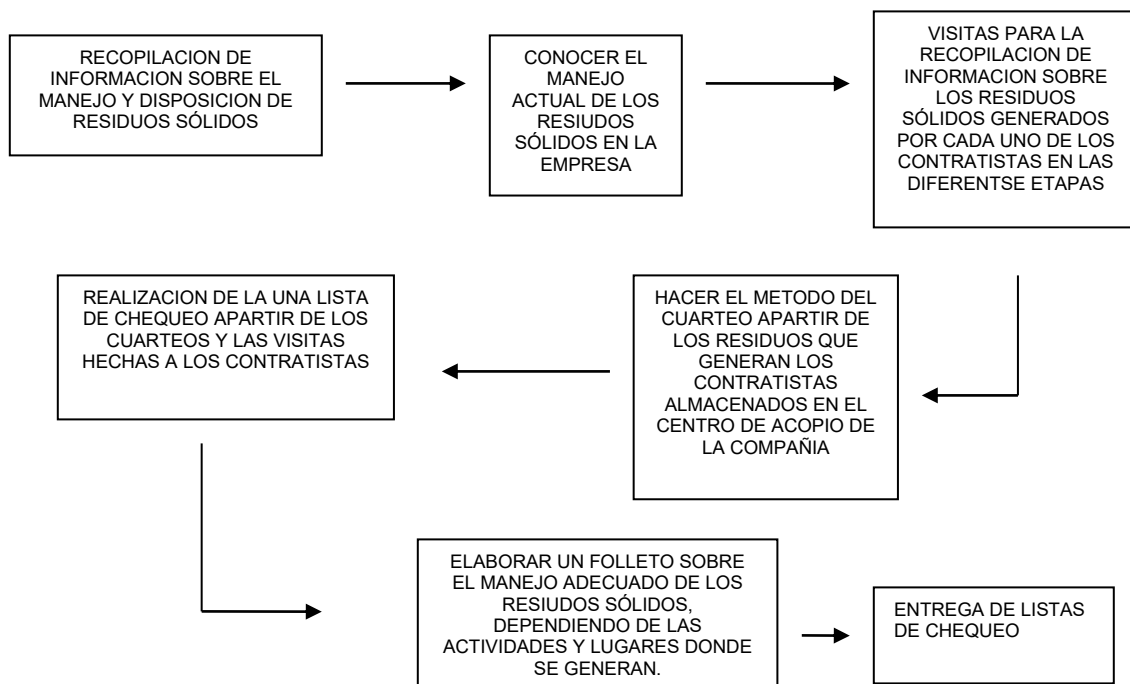 RECOPILACION DE
INFORMACION SOBRE EL
MANEJO Y DISPOSICION DE
RESIDUOS SÓLIDOS
CONOCER EL
MANEJO
ACTUAL DE LOS
RESIUDOS
SÓLIDOS EN LA
EMPRESA
VISITAS PARA LA
RECOPILACION DE
INFORMACION SOBRE
LOS RESIDUOS
SÓLIDOS GENERADOS
POR CADA UNO DE LOS
CONTRATISTAS EN LAS
DIFERENTSE ETAPAS
HACER EL METODO DEL
CUARTEO APARTIR DE
LOS RESIDUOS QUE
GENERAN LOS
CONTRATISTAS
ALMACENADOS EN EL
CENTRO DE ACOPIO DE
LA COMPAÑIA
REALIZACION DE LA UNA LISTA
DE CHEQUEO APARTIR DE LOS
CUARTEOS Y LAS VISITAS
HECHAS A LOS CONTRATISTAS
ELABORAR UN FOLLETO SOBRE
EL MANEJO ADECUADO DE LOS
RESIUDOS SÓLIDOS,
DEPENDIENDO DE LAS
ACTIVIDADES Y LUGARES DONDE
SE GENERAN.
ENTREGA DE LISTAS
DE CHEQUEO